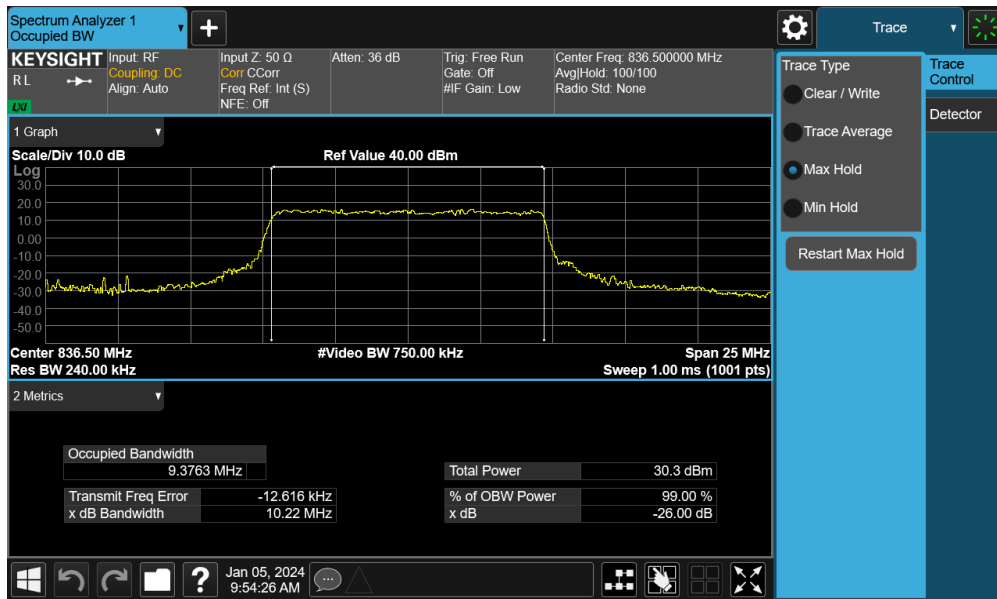 Spectrum Analyzer 1
Occupied BW
+
Trace
KEYSIGHT
R L
LXI
Input: RF
Coupling: DC
Align: Auto
Input Z: 50 Ω
Corr CCorr
Freq Ref: Int (S)
NFE: Off
Atten: 36 dB
Trig: Free Run
Gate: Off
#IF Gain: Low
Center Freq: 836.500000 MHz
Avg|Hold: 100/100
Radio Std: None
Trace Type
Clear / Write
Trace Average
Max Hold
Min Hold
Restart Max Hold
Trace
Control
Detector
1 Graph
Scale/Div 10.0 dB
Ref Value 40.00 dBm
Log
30.0
20.0
10.0
0.00
-10.0
-20.0
-30.0
-40.0
-50.0
Center 836.50 MHz
#Video BW 750.00 kHz
Span 25 MHz
Res BW 240.00 kHz
Sweep 1.00 ms (1001 pts)
2 Metrics
Occupied Bandwidth
9.3763 MHz
Total Power 30.3 dBm
Transmit Freq Error -12.616 kHz
% of OBW Power 99.00 %
x dB Bandwidth 10.22 MHz
x dB -26.00 dB
?
Jan 05, 2024
9:54:26 AM